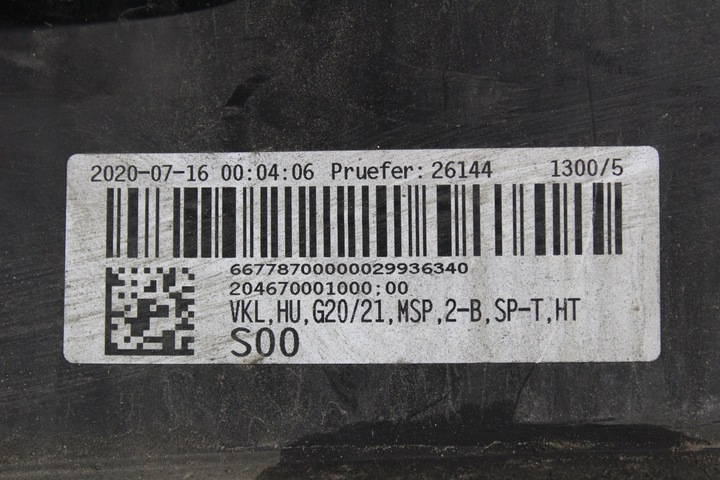 2020-07-16 00:04:06 Pruefer: 26144 1300/5
66778700000029936340
204670001000;00
VKL,HU,G20/21,MSP,2-B,SP-T,HT
S00